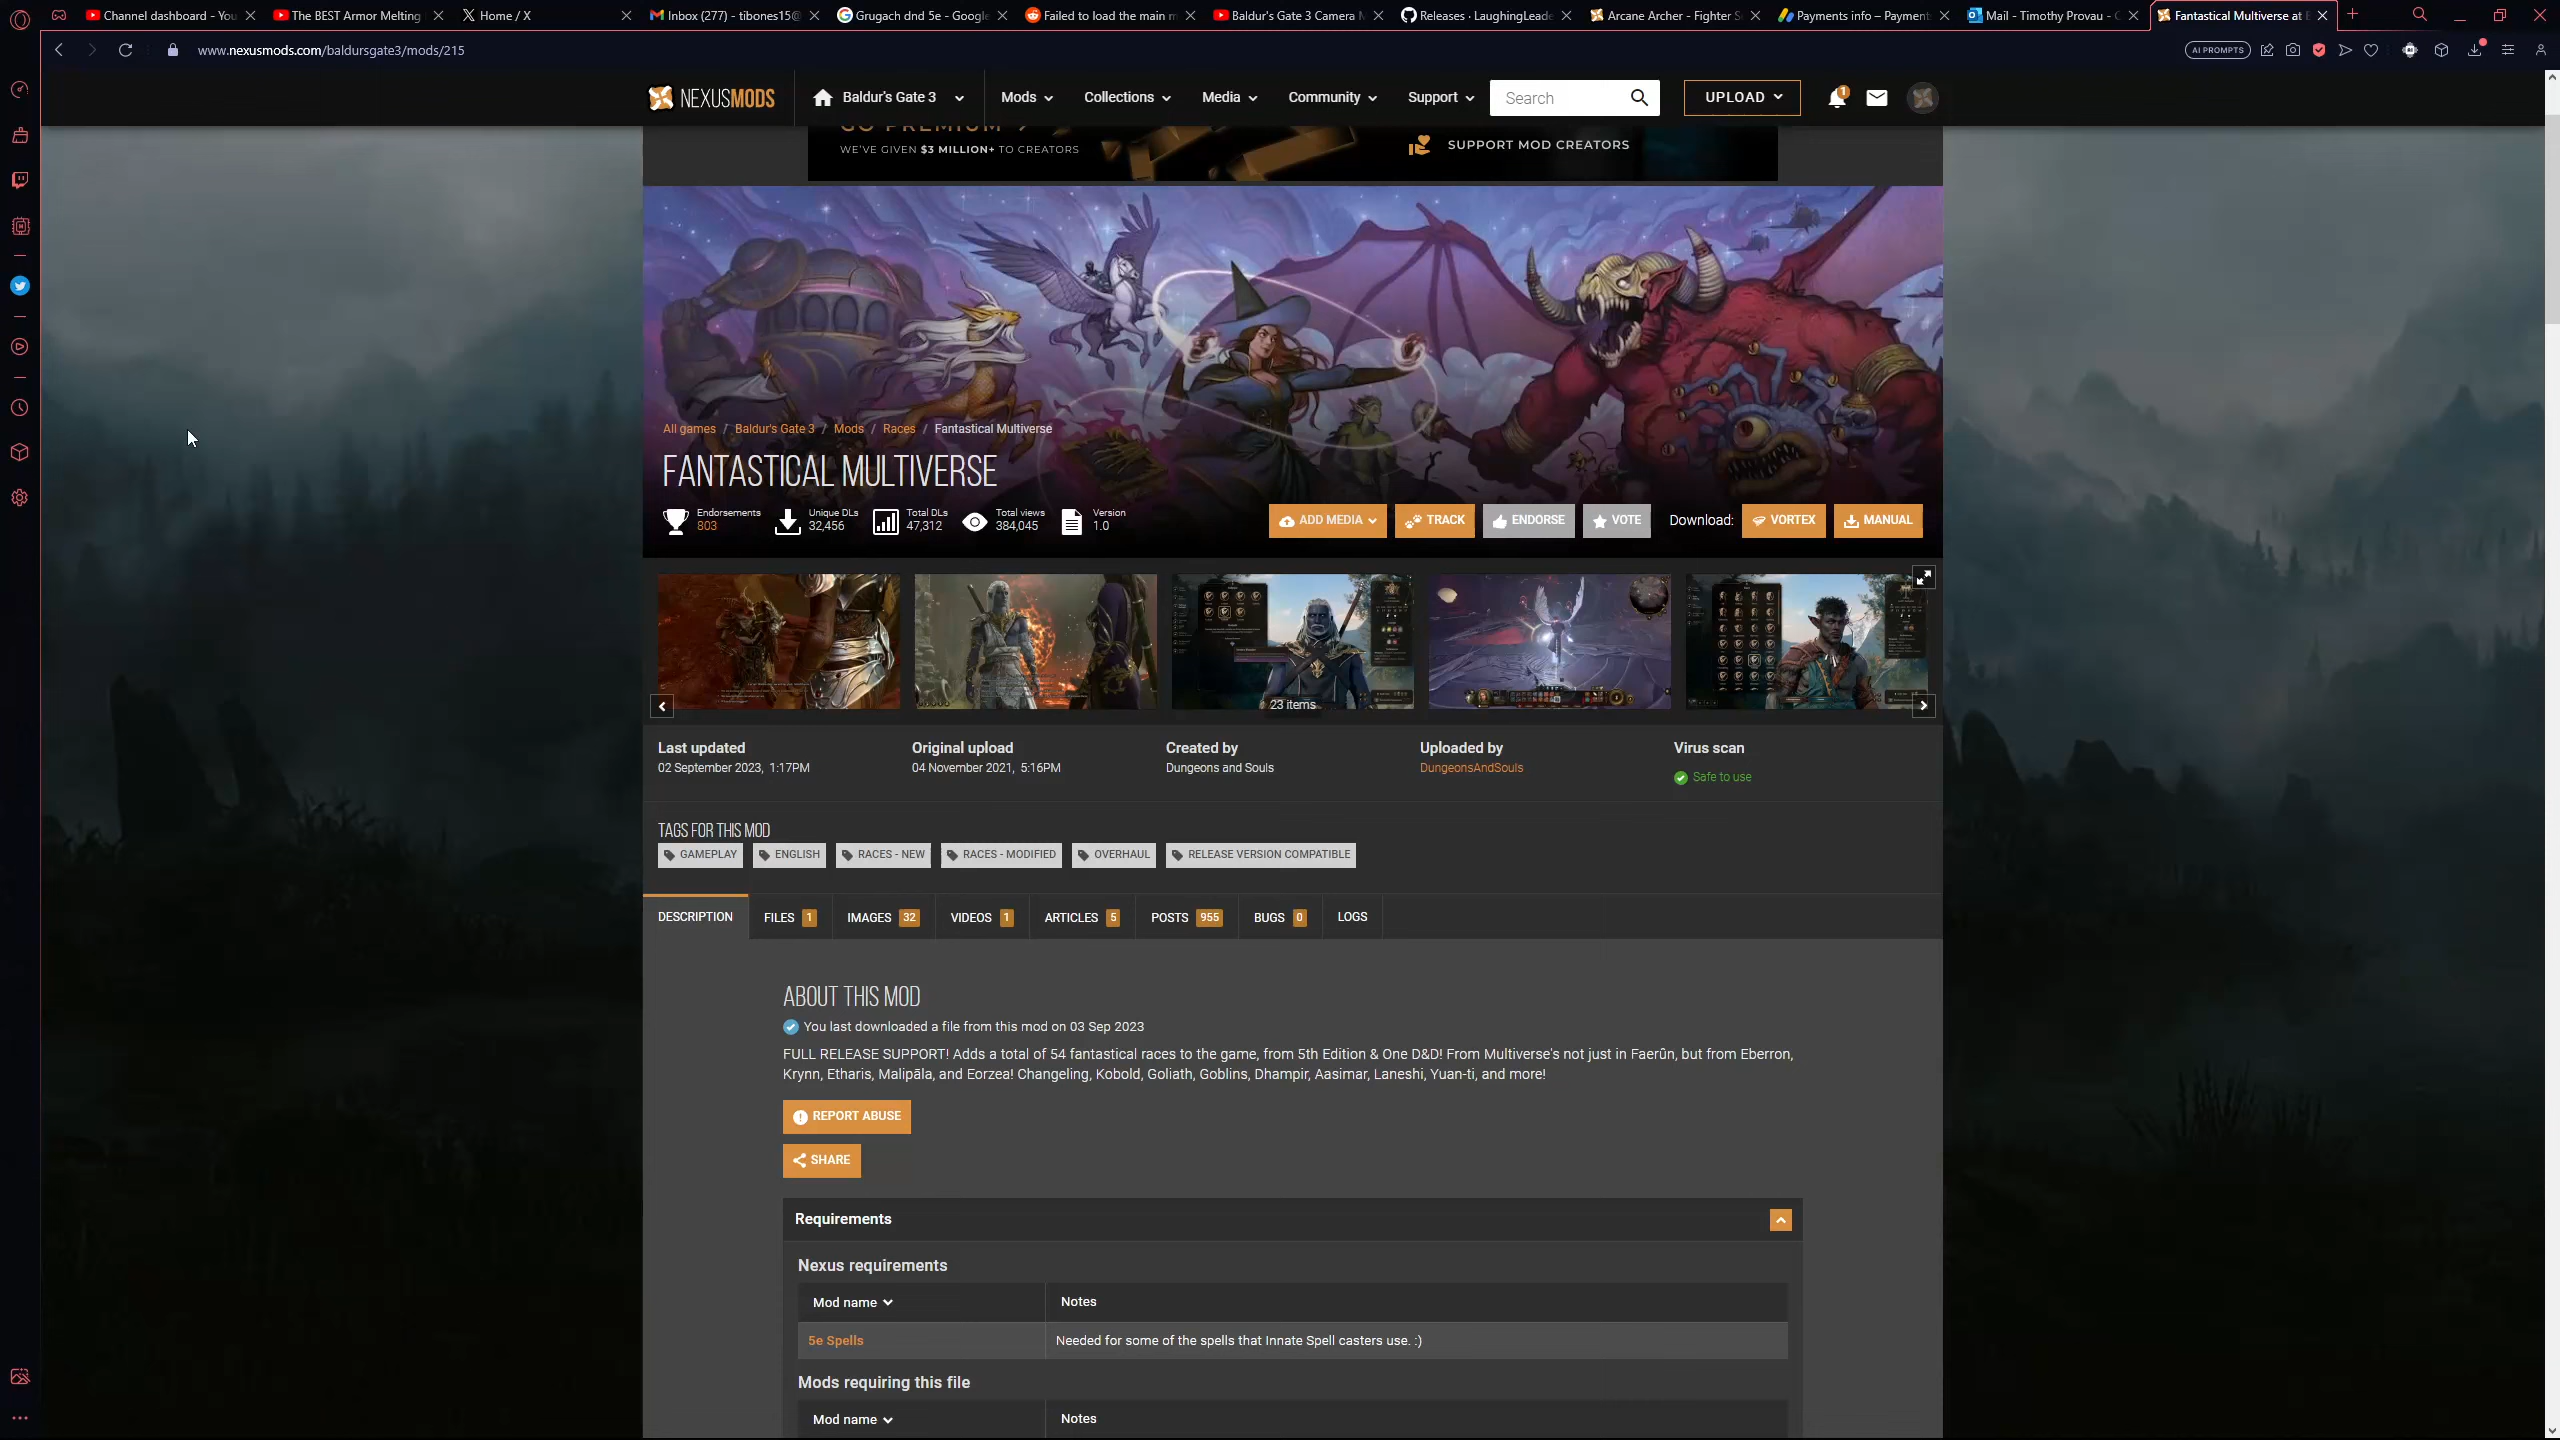 Channel dashboard - You
The BEST Armor Melting
Home / X
Inbox (277) - tibones15@
Grugach dnd 5e - Google
Failed to load the main m
Baldur's Gate 3 Camera M
Releases · LaughingLeade
Arcane Archer - Fighter S
Payments info – Payment
Mail - Timothy Provau - O
Fantastical Multiverse at B
www.nexusmods.com/baldursgate3/mods/215
AI PROMPTS
NEXUSMODS
Baldur's Gate 3
Mods
Collections
Media
Community
Support
Search
UPLOAD
1
GO PREMIUM
WE'VE GIVEN $3 MILLION+ TO CREATORS
SUPPORT MOD CREATORS
All games / Baldur's Gate 3 / Mods / Races / Fantastical Multiverse
FANTASTICAL MULTIVERSE
Endorsements
803
Unique DLs
32,456
Total DLs
47,312
Total views
384,045
Version
1.0
ADD MEDIA
TRACK
ENDORSE
VOTE
Download:
VORTEX
MANUAL
23 items
Last updated
02 September 2023, 1:17PM
Original upload
04 November 2021, 5:16PM
Created by
Dungeons and Souls
Uploaded by
DungeonsAndSouls
Virus scan
Safe to use
TAGS FOR THIS MOD
GAMEPLAY
ENGLISH
RACES - NEW
RACES - MODIFIED
OVERHAUL
RELEASE VERSION COMPATIBLE
DESCRIPTION
FILES 1
IMAGES 32
VIDEOS 1
ARTICLES 5
POSTS 955
BUGS 0
LOGS
ABOUT THIS MOD
You last downloaded a file from this mod on 03 Sep 2023
FULL RELEASE SUPPORT! Adds a total of 54 fantastical races to the game, from 5th Edition & One D&D! From Multiverse's not just in Faerûn, but from Eberron,
Krynn, Etharis, Malipāla, and Eorzea! Changeling, Kobold, Goliath, Goblins, Dhampir, Aasimar, Laneshi, Yuan-ti, and more!
REPORT ABUSE
SHARE
Requirements
Nexus requirements
Mod name
Notes
5e Spells
Needed for some of the spells that Innate Spell casters use. :)
Mods requiring this file
Mod name
Notes